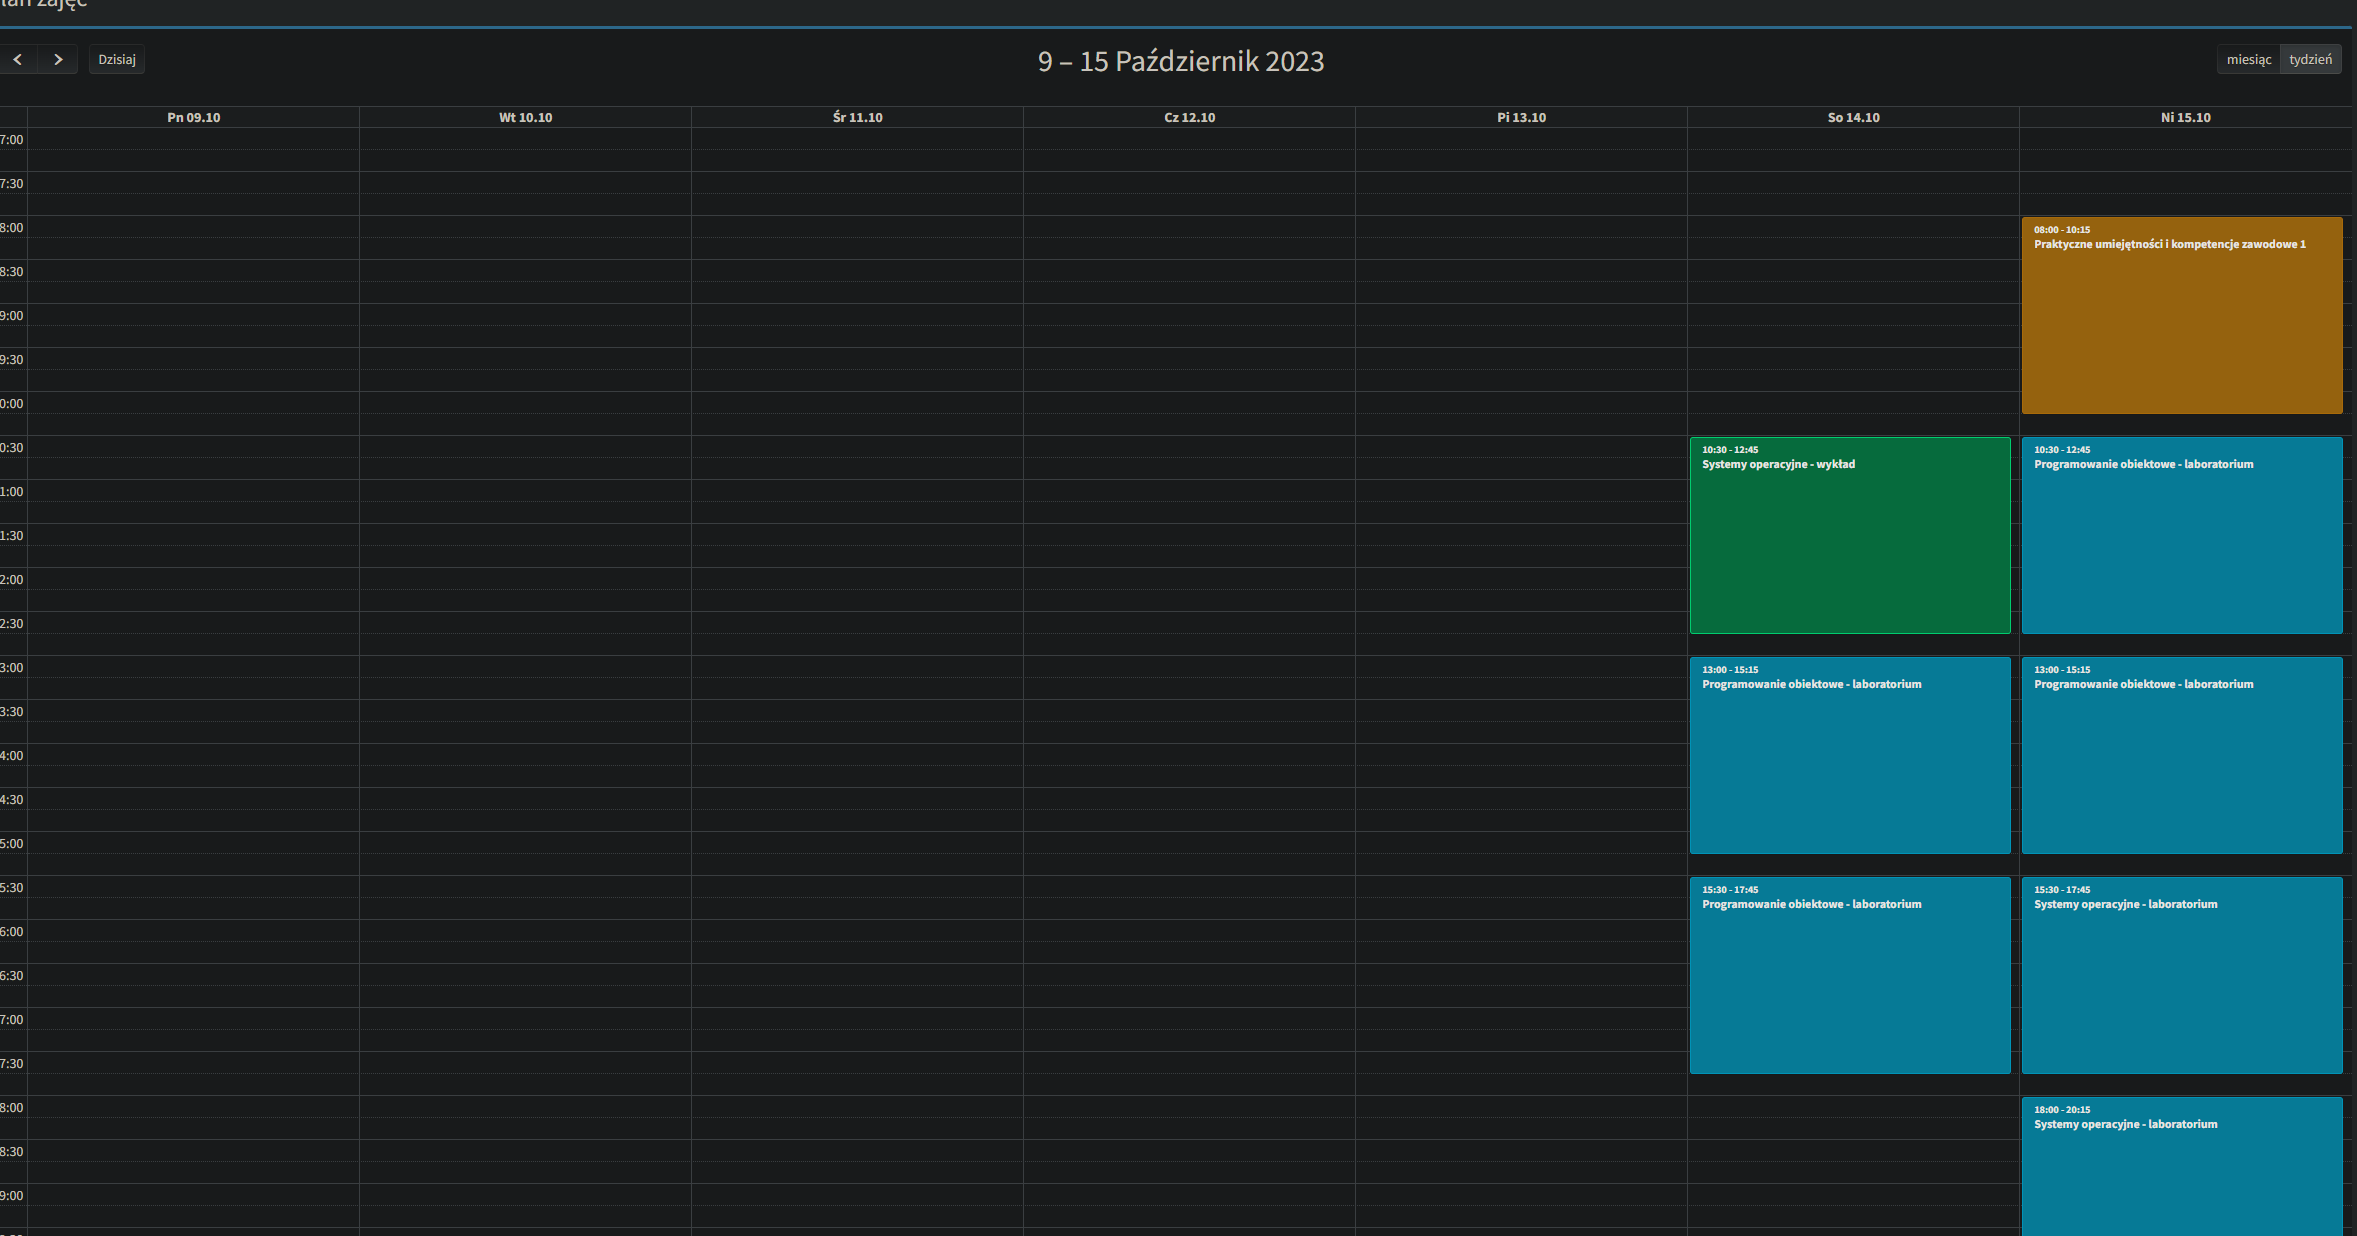 lan zajęć
Dzisiaj
9 – 15 Październik 2023
miesiąc tydzień
Pn 09.10 Wt 10.10 Śr 11.10 Cz 12.10 Pi 13.10 So 14.10 Ni 15.10
7:00
7:30
8:00
08:00 - 10:15
Praktyczne umiejętności i kompetencje zawodowe 1
8:30
9:00
9:30
0:00
0:30
10:30 - 12:45 10:30 - 12:45
Systemy operacyjne - wykład Programowanie obiektowe - laboratorium
1:00
1:30
2:00
2:30
3:00
13:00 - 15:15 13:00 - 15:15
Programowanie obiektowe - laboratorium Programowanie obiektowe - laboratorium
3:30
4:00
4:30
5:00
5:30
15:30 - 17:45 15:30 - 17:45
Programowanie obiektowe - laboratorium Systemy operacyjne - laboratorium
6:00
6:30
7:00
7:30
8:00
18:00 - 20:15
Systemy operacyjne - laboratorium
8:30
9:00